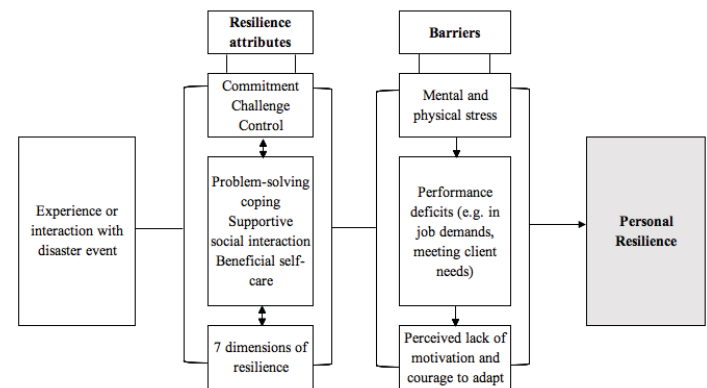 Resilience
attributes
Barriers
Commitment
Challenge
Control
Mental and
physical stress
Experience or
interaction with
disaster event
Problem-solving
coping
Supportive
social interaction
Beneficial self-
care
Performance
deficits (e.g. in
job demands,
meeting client
needs)
Personal
Resilience
7 dimensions of
resilience
Perceived lack of
motivation and
courage to adapt